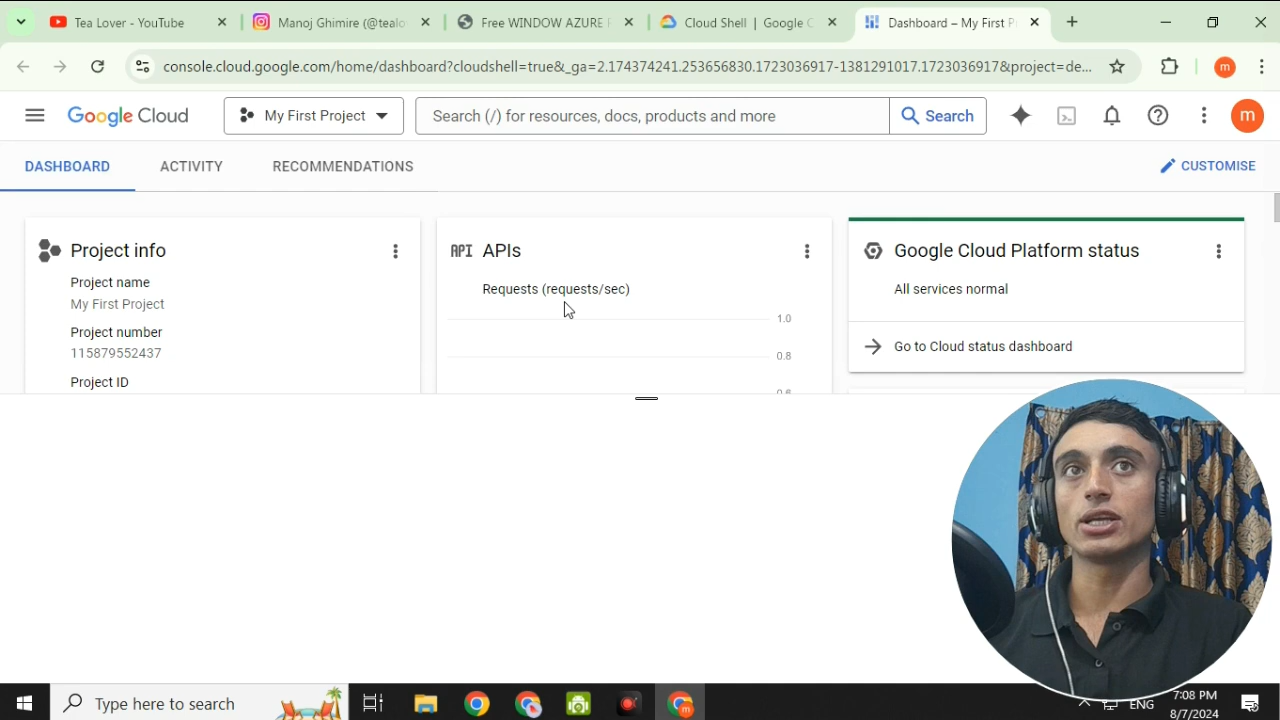 Tea Lover - YouTube
Manoj Ghimire (@tealo
Free WINDOW AZURE
Cloud Shell | Google C
Dashboard – My First P
console.cloud.google.com/home/dashboard?cloudshell=true&_ga=2.174374241.253656830.1723036917-1381291017.1723036917&project=de...
m
Google Cloud
My First Project
Search (/) for resources, docs, products and more
Search
m
DASHBOARD
ACTIVITY
RECOMMENDATIONS
CUSTOMISE
Project info
Project name
My First Project
Project number
115879552437
Project ID
API APIs
Requests (requests/sec)
1.0
0.8
Google Cloud Platform status
All services normal
Go to Cloud status dashboard
Type here to search
m
ENG
7:08 PM
8/7/2024